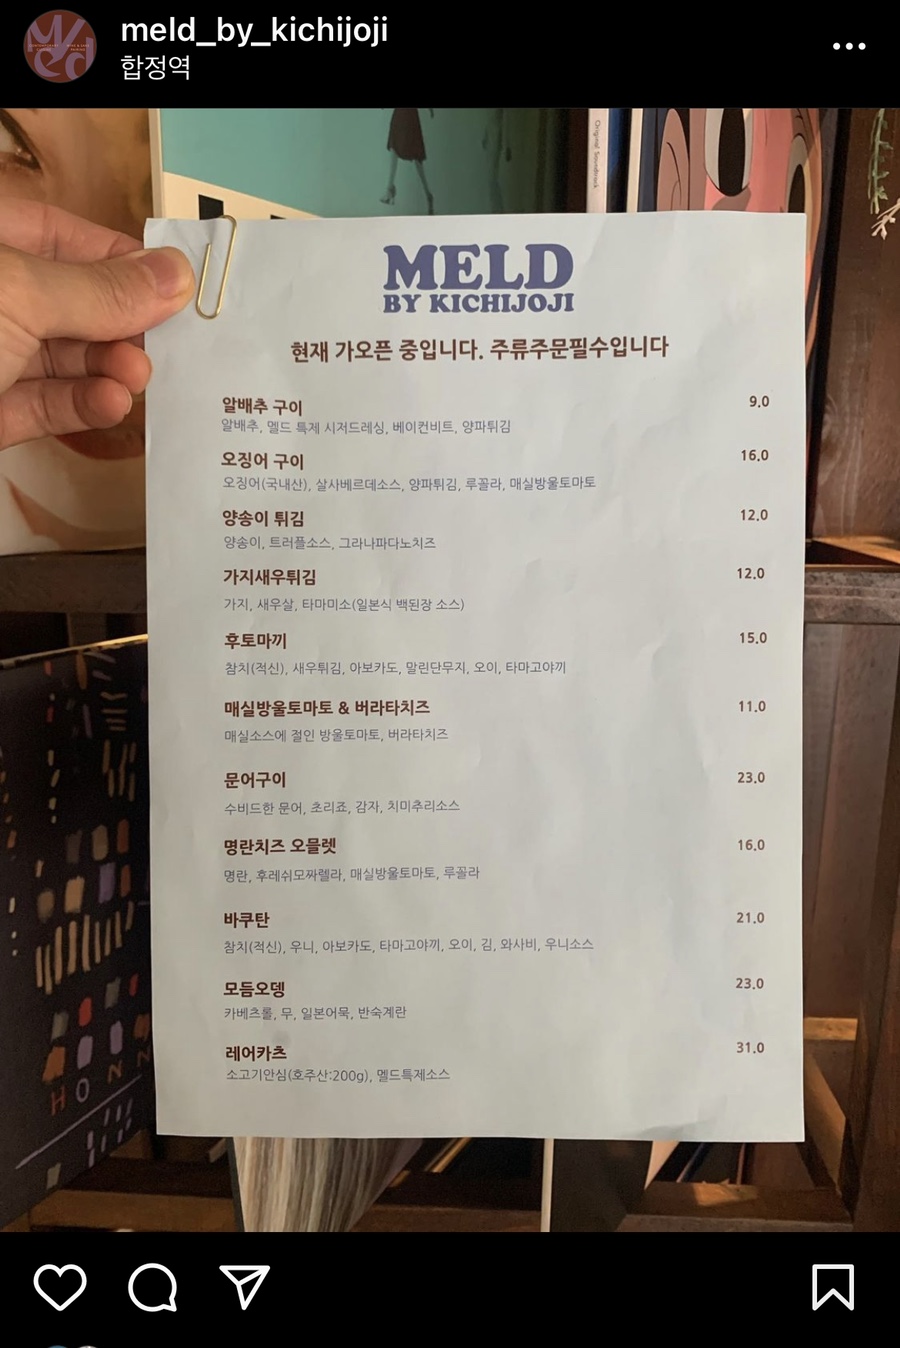 meld_by_kichijoji
합정역
Original Soundtrack
MELD
BY KICHIJOJI
현재 가오픈 중입니다. 주류주문필수입니다
알배추 구이 9.0
알배추, 멜드 특제 시저드레싱, 베이컨비트, 양파튀김
오징어 구이 16.0
오징어(국내산), 살사베르데소스, 양파튀김, 루꼴라, 매실방울토마토
양송이 튀김 12.0
양송이, 트러플소스, 그라나파다노치즈
가지새우튀김 12.0
가지, 새우살, 타마미소(일본식 백된장 소스)
후토마끼 15.0
참치(적신), 새우튀김, 아보카도, 말린단무지, 오이, 타마고야끼
매실방울토마토 & 버라타치즈 11.0
매실소스에 절인 방울토마토, 버라타치즈
문어구이 23.0
수비드한 문어, 초리죠, 감자, 치미추리소스
명란치즈 오믈렛 16.0
명란, 후레쉬모짜렐라, 매실방울토마토, 루꼴라
바쿠탄 21.0
참치(적신), 우니, 아보카도, 타마고야끼, 오이, 김, 와사비, 우니소스
모듬오뎅 23.0
카베츠롤, 무, 일본어묵, 반숙계란
레어카츠 31.0
소고기안심(호주산:200g), 멜드특제소스
HONN